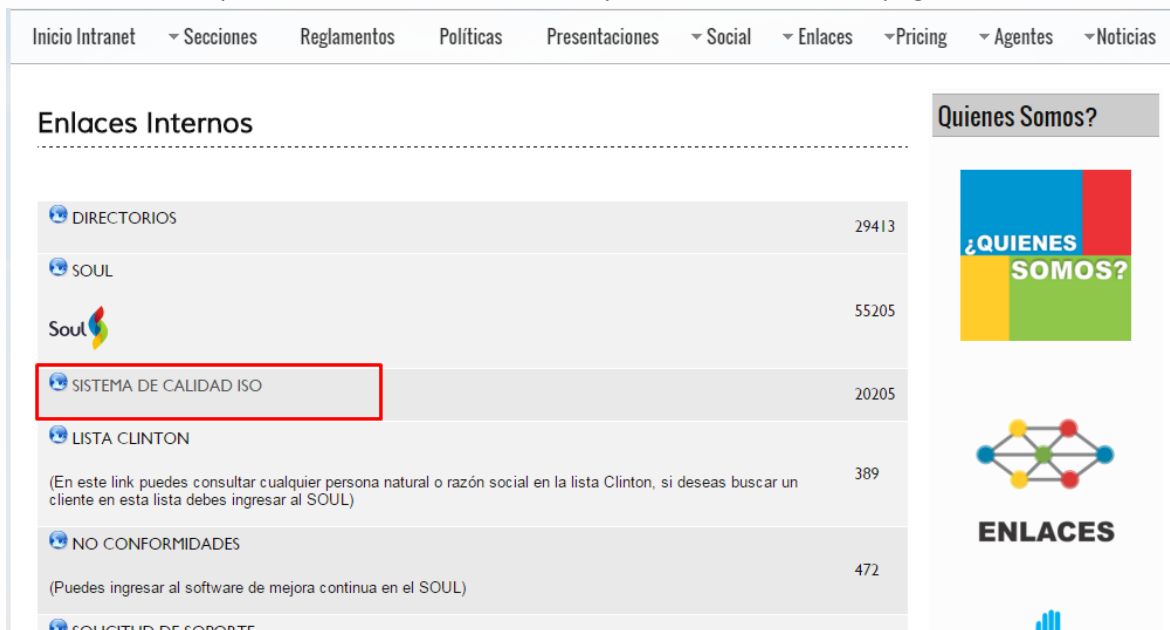 Inicio Intranet Secciones Reglamentos Políticas Presentaciones Social Enlaces Pricing Agentes Noticias
Enlaces Internos
DIRECTORIOS
29413
SOUL
Soul
55205
SISTEMA DE CALIDAD ISO
20205
LISTA CLINTON
(En este link puedes consultar cualquier persona natural o razón social en la lista Clinton, si deseas buscar un
cliente en esta lista debes ingresar al SOUL)
389
NO CONFORMIDADES
(Puedes ingresar al software de mejora continua en el SOUL)
472
SOLICITUD DE SOPORTE
Quienes Somos?
¿QUIENES
SOMOS?
ENLACES